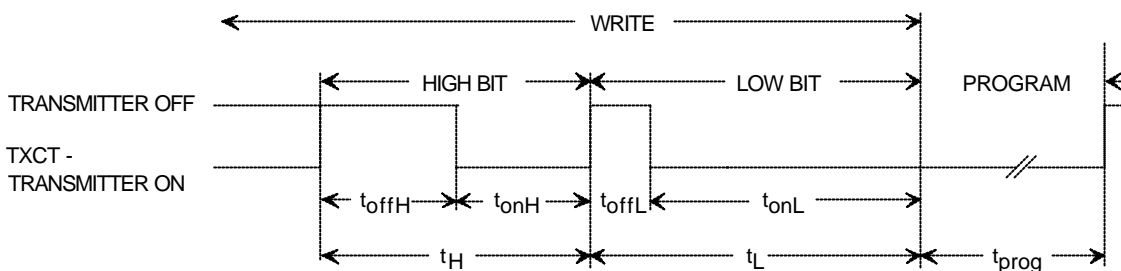 WRITE
HIGH BIT LOW BIT PROGRAM
TRANSMITTER OFF
TXCT -
TRANSMITTER ON
toffH tonH toffL tonL
tH tL tprog